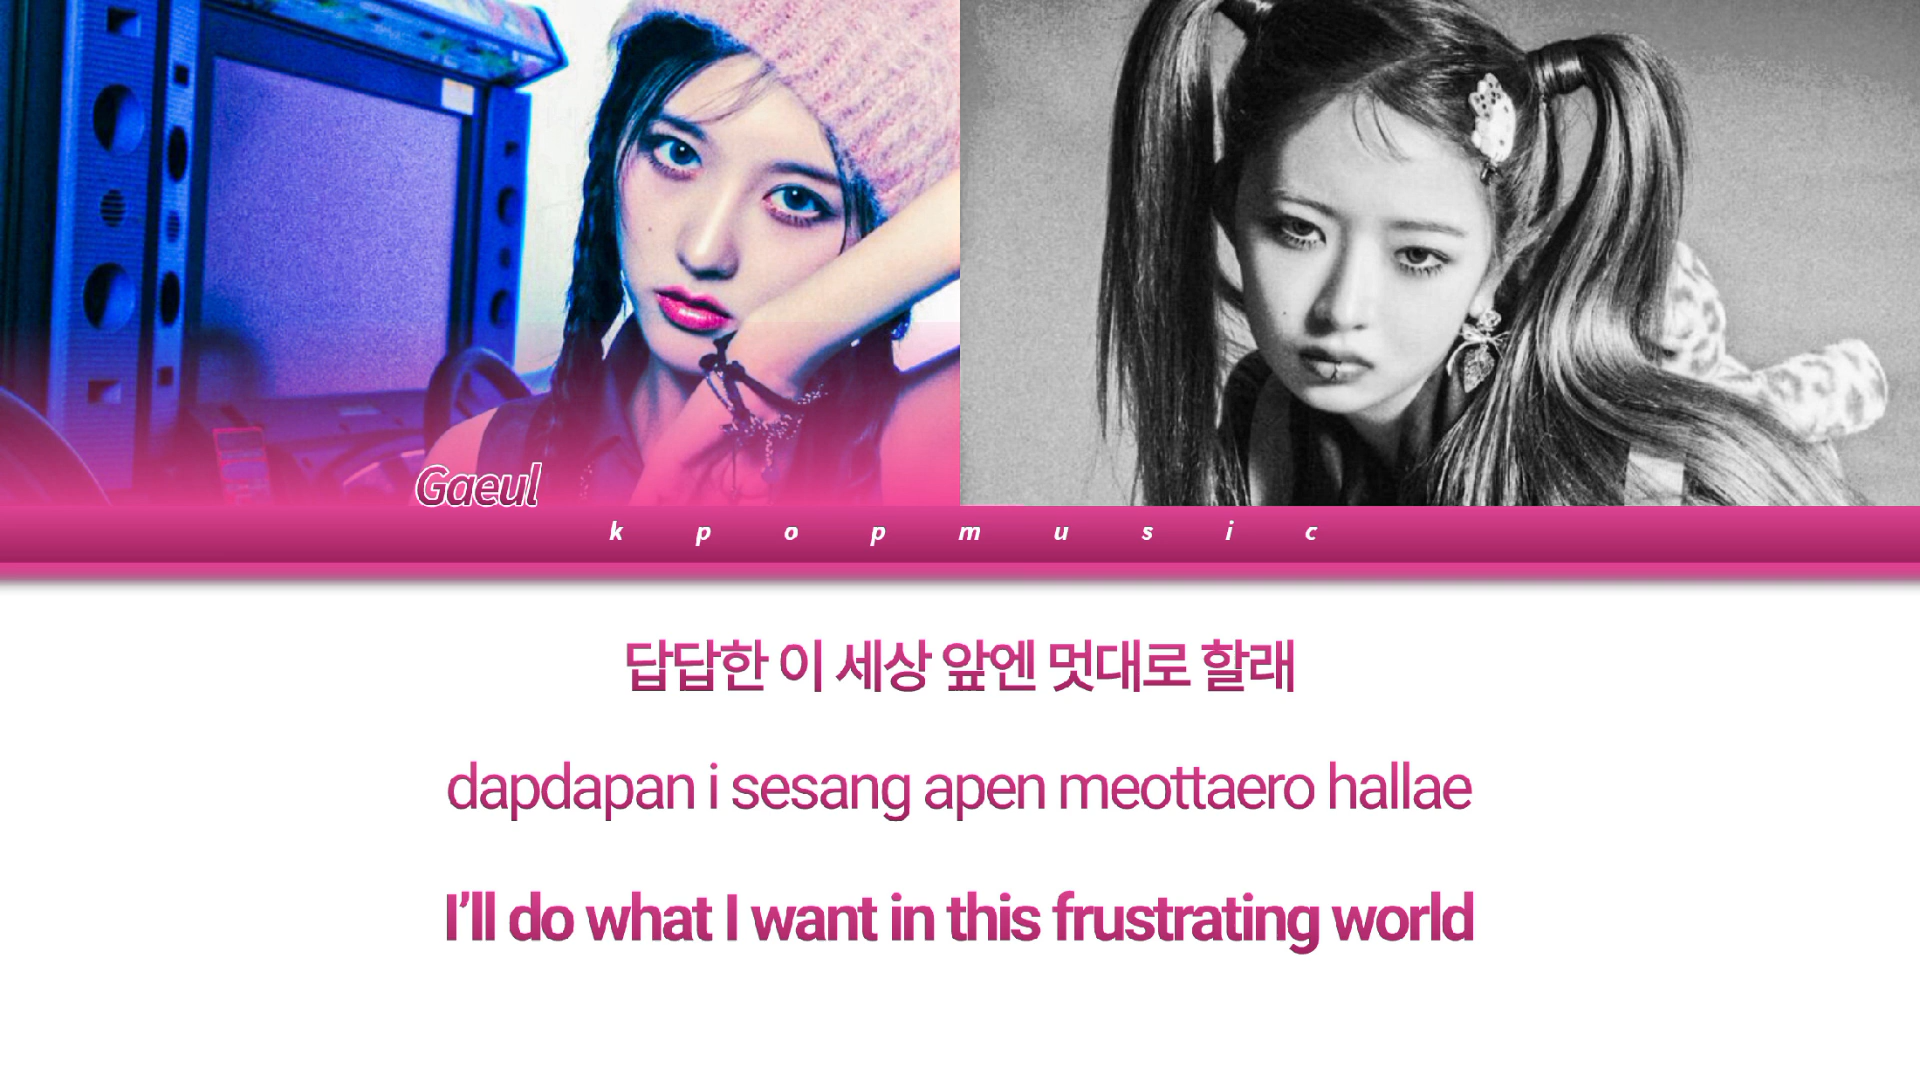 Gaeul
k p o p m u s i c
답답한 이 세상 앞엔 멋대로 할래
dapdapan i sesang apen meottaero hallae
I’ll do what I want in this frustrating world